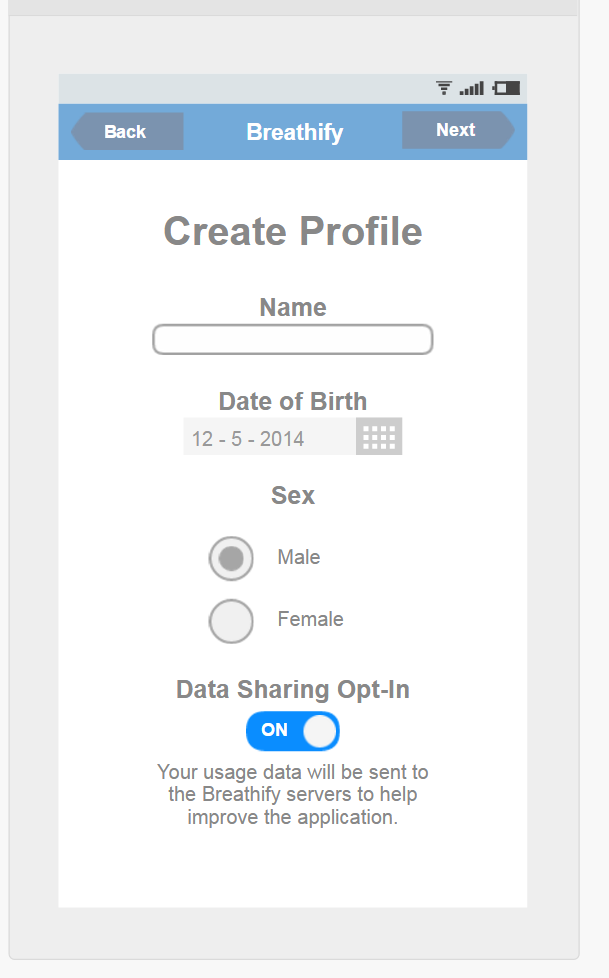 Back
Breathify
Next
Create Profile
Name
Date of Birth
12 - 5 - 2014
Sex
Male
Female
Data Sharing Opt-In
ON
Your usage data will be sent to
the Breathify servers to help
improve the application.